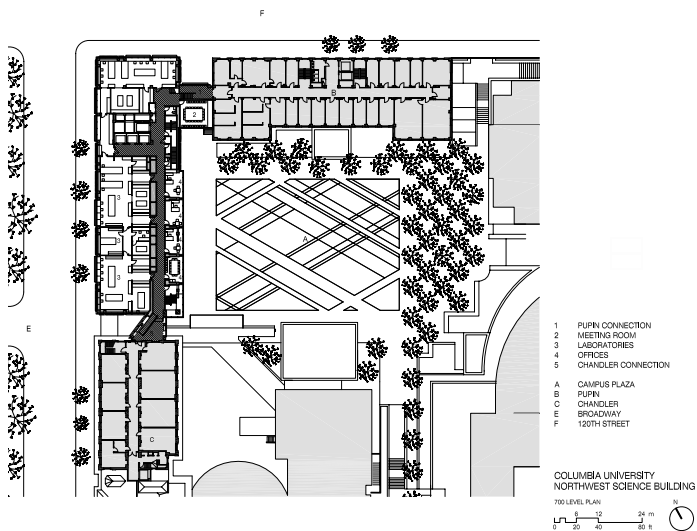 F
B
2
3
A
3
3
E
C
1 PUPIN CONNECTION
2 MEETING ROOM
3 LABORATORIES
4 OFFICES
5 CHANDLER CONNECTION
A CAMPUS PLAZA
B PUPIN
C CHANDLER
E BROADWAY
F 120TH STREET
COLUMBIA UNIVERSITY
NORTHWEST SCIENCE BUILDING
700 LEVEL PLAN
N
6 12 24 m
0 20 40 80 ft